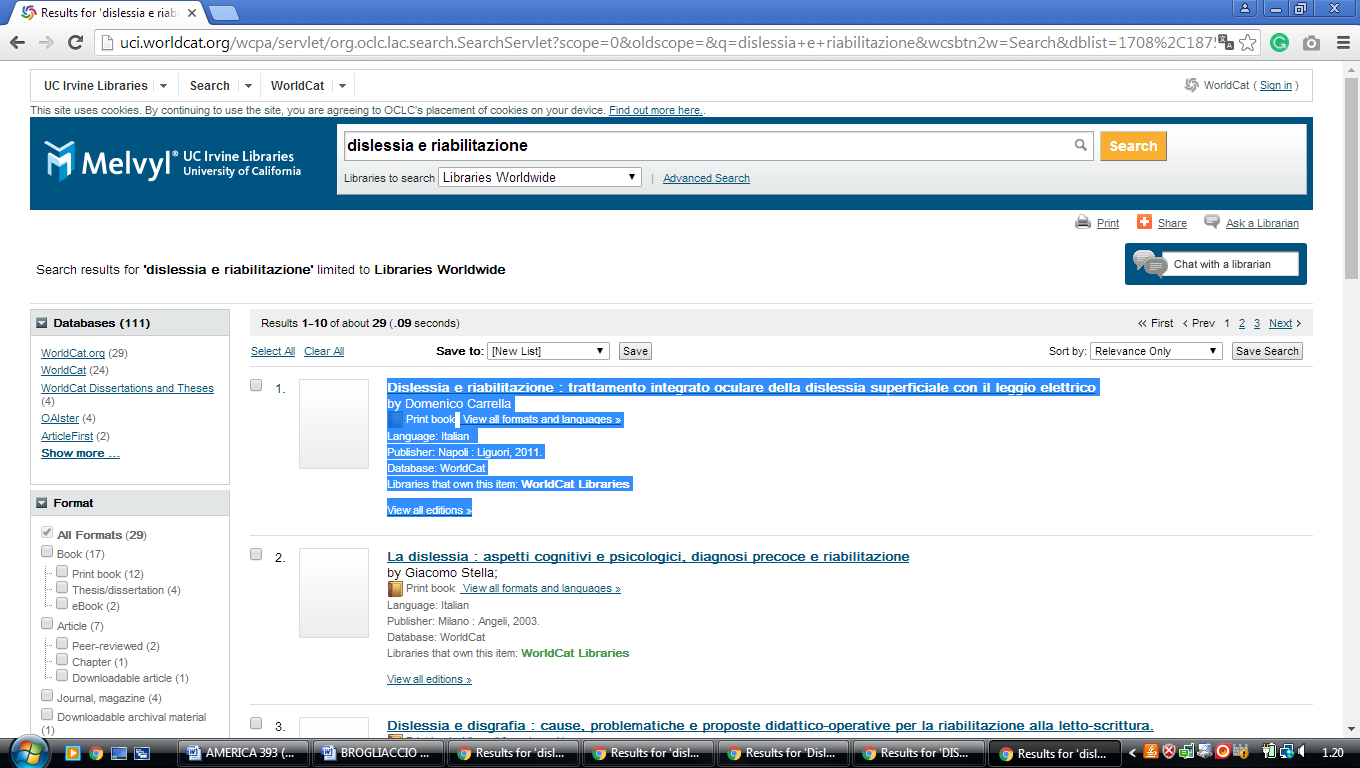 Results for 'dislessia e riab
uci.worldcat.org/wcpa/servlet/org.oclc.lac.search.SearchServlet?scope=0&oldscope=&q=dislessia+e+riabilitazione&wcsbtn2w=Search&dblist=1708%2C187
UC Irvine Libraries Search WorldCat WorldCat ( Sign in )
This site uses cookies. By continuing to use the site, you are agreeing to OCLC's placement of cookies on your device. Find out more here..
Melvyl® UC Irvine Libraries
University of California
dislessia e riabilitazione Search
Libraries to search Libraries Worldwide | Advanced Search
Print Share Ask a Librarian
Chat with a librarian
Search results for 'dislessia e riabilitazione' limited to Libraries Worldwide
Databases (111)
WorldCat.org (29)
WorldCat (24)
WorldCat Dissertations and Theses
(4)
OAIster (4)
ArticleFirst (2)
Show more ...
Format
All Formats (29)
Book (17)
Print book (12)
Thesis/dissertation (4)
eBook (2)
Article (7)
Peer-reviewed (2)
Chapter (1)
Downloadable article (1)
Journal, magazine (4)
Downloadable archival material
(1)
Results 1-10 of about 29 (.09 seconds) « First < Prev 1 2 3 Next >
Select All Clear All Save to: [New List] Save Sort by: Relevance Only Save Search
1. Dislessia e riabilitazione : trattamento integrato oculare della dislessia superficiale con il leggio elettrico
by Domenico Carrella
Print book View all formats and languages »
Language: Italian
Publisher: Napoli : Liguori, 2011.
Database: WorldCat
Libraries that own this item: WorldCat Libraries
View all editions »
2. La dislessia : aspetti cognitivi e psicologici, diagnosi precoce e riabilitazione
by Giacomo Stella;
Print book View all formats and languages »
Language: Italian
Publisher: Milano : Angeli, 2003.
Database: WorldCat
Libraries that own this item: WorldCat Libraries
View all editions »
3. Dislessia e disgrafia : cause, problematiche e proposte didattico-operative per la riabilitazione alla letto-scrittura.
AMERICA 393 (... BROGLIACCIO ... Results for 'disl... Results for 'disl... Results for 'Disl... Results for 'DIS... Results for 'disl... 1.20